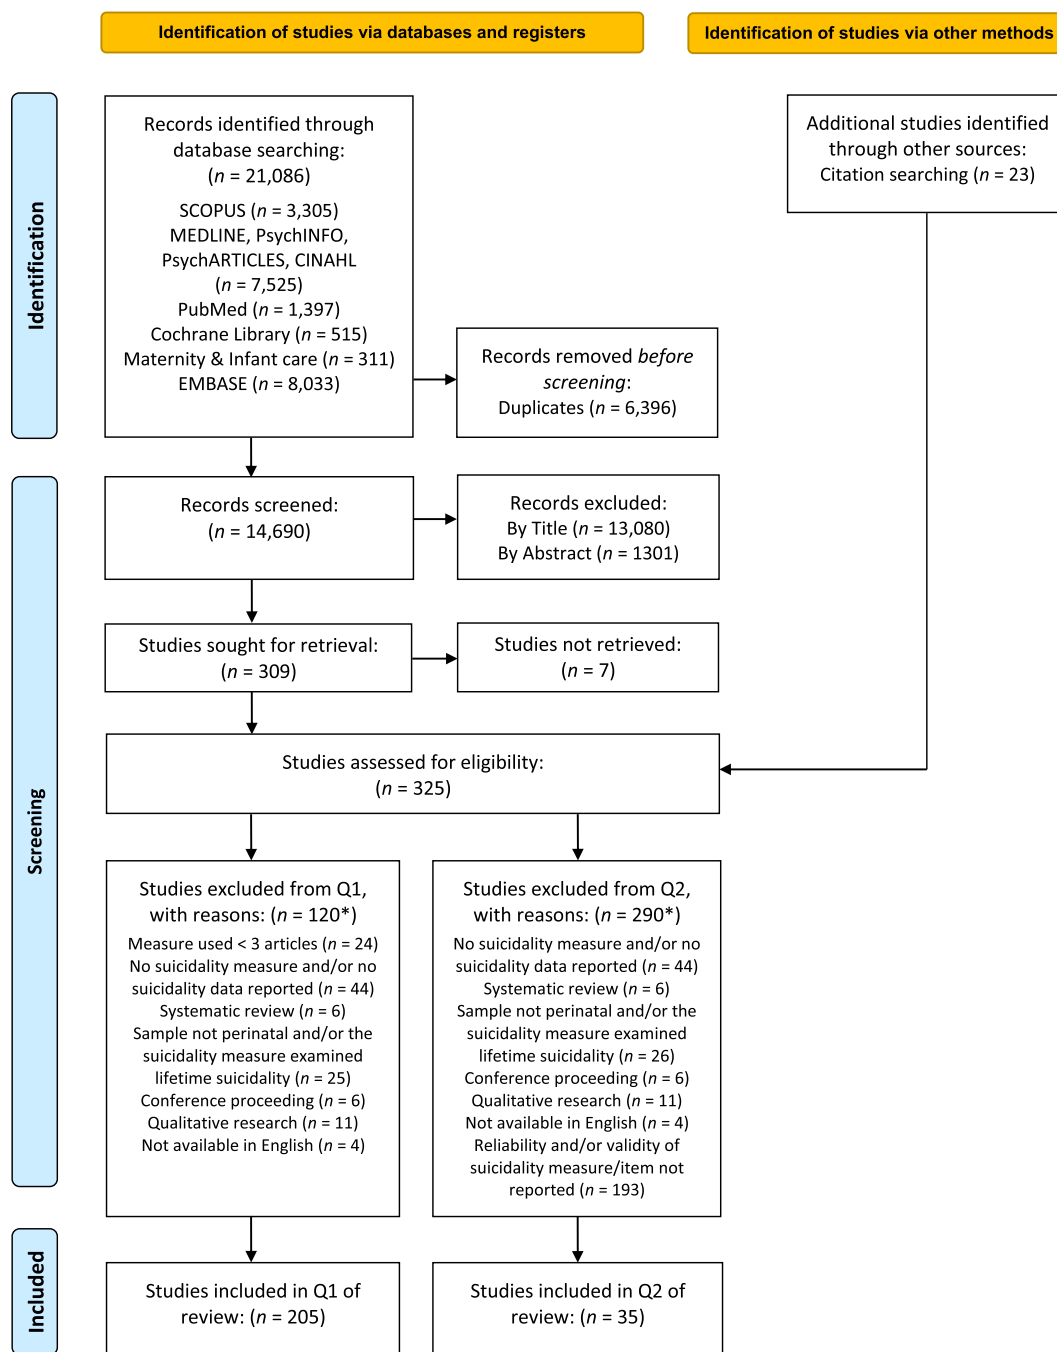 Identification of studies via databases and registers
Identification of studies via other methods
Identification
Records identified through
database searching:
(n = 21,086)
SCOPUS (n = 3,305)
MEDLINE, PsychINFO,
PsychARTICLES, CINAHL
(n = 7,525)
PubMed (n = 1,397)
Cochrane Library (n = 515)
Maternity & Infant care (n = 311)
EMBASE (n = 8,033)
Additional studies identified
through other sources:
Citation searching (n = 23)
Records removed before
screening:
Duplicates (n = 6,396)
Screening
Records screened:
(n = 14,690)
Records excluded:
By Title (n = 13,080)
By Abstract (n = 1301)
Studies sought for retrieval:
(n = 309)
Studies not retrieved:
(n = 7)
Studies assessed for eligibility:
(n = 325)
Studies excluded from Q1,
with reasons: (n = 120*)
Measure used < 3 articles (n = 24)
No suicidality measure and/or no
suicidality data reported (n = 44)
Systematic review (n = 6)
Sample not perinatal and/or the
suicidality measure examined
lifetime suicidality (n = 25)
Conference proceeding (n = 6)
Qualitative research (n = 11)
Not available in English (n = 4)
Studies excluded from Q2,
with reasons: (n = 290*)
No suicidality measure and/or no
suicidality data reported (n = 44)
Systematic review (n = 6)
Sample not perinatal and/or the
suicidality measure examined
lifetime suicidality (n = 26)
Conference proceeding (n = 6)
Qualitative research (n = 11)
Not available in English (n = 4)
Reliability and/or validity of
suicidality measure/item not
reported (n = 193)
Included
Studies included in Q1 of
review: (n = 205)
Studies included in Q2 of
review: (n = 35)